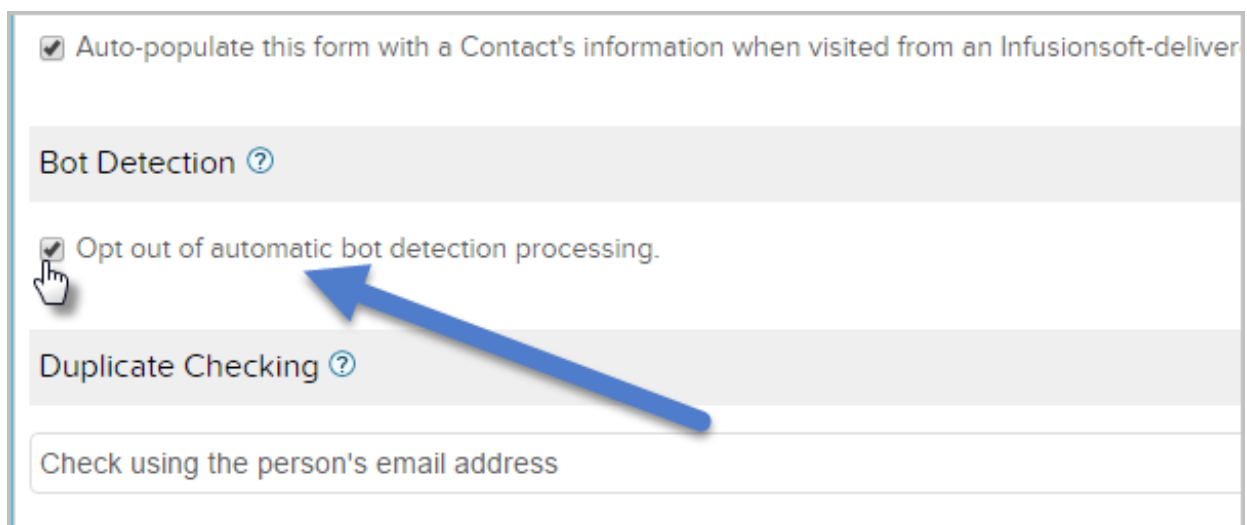 Auto-populate this form with a Contact's information when visited from an Infusionsoft-deliver
Bot Detection ?
Opt out of automatic bot detection processing.
Duplicate Checking ?
Check using the person's email address